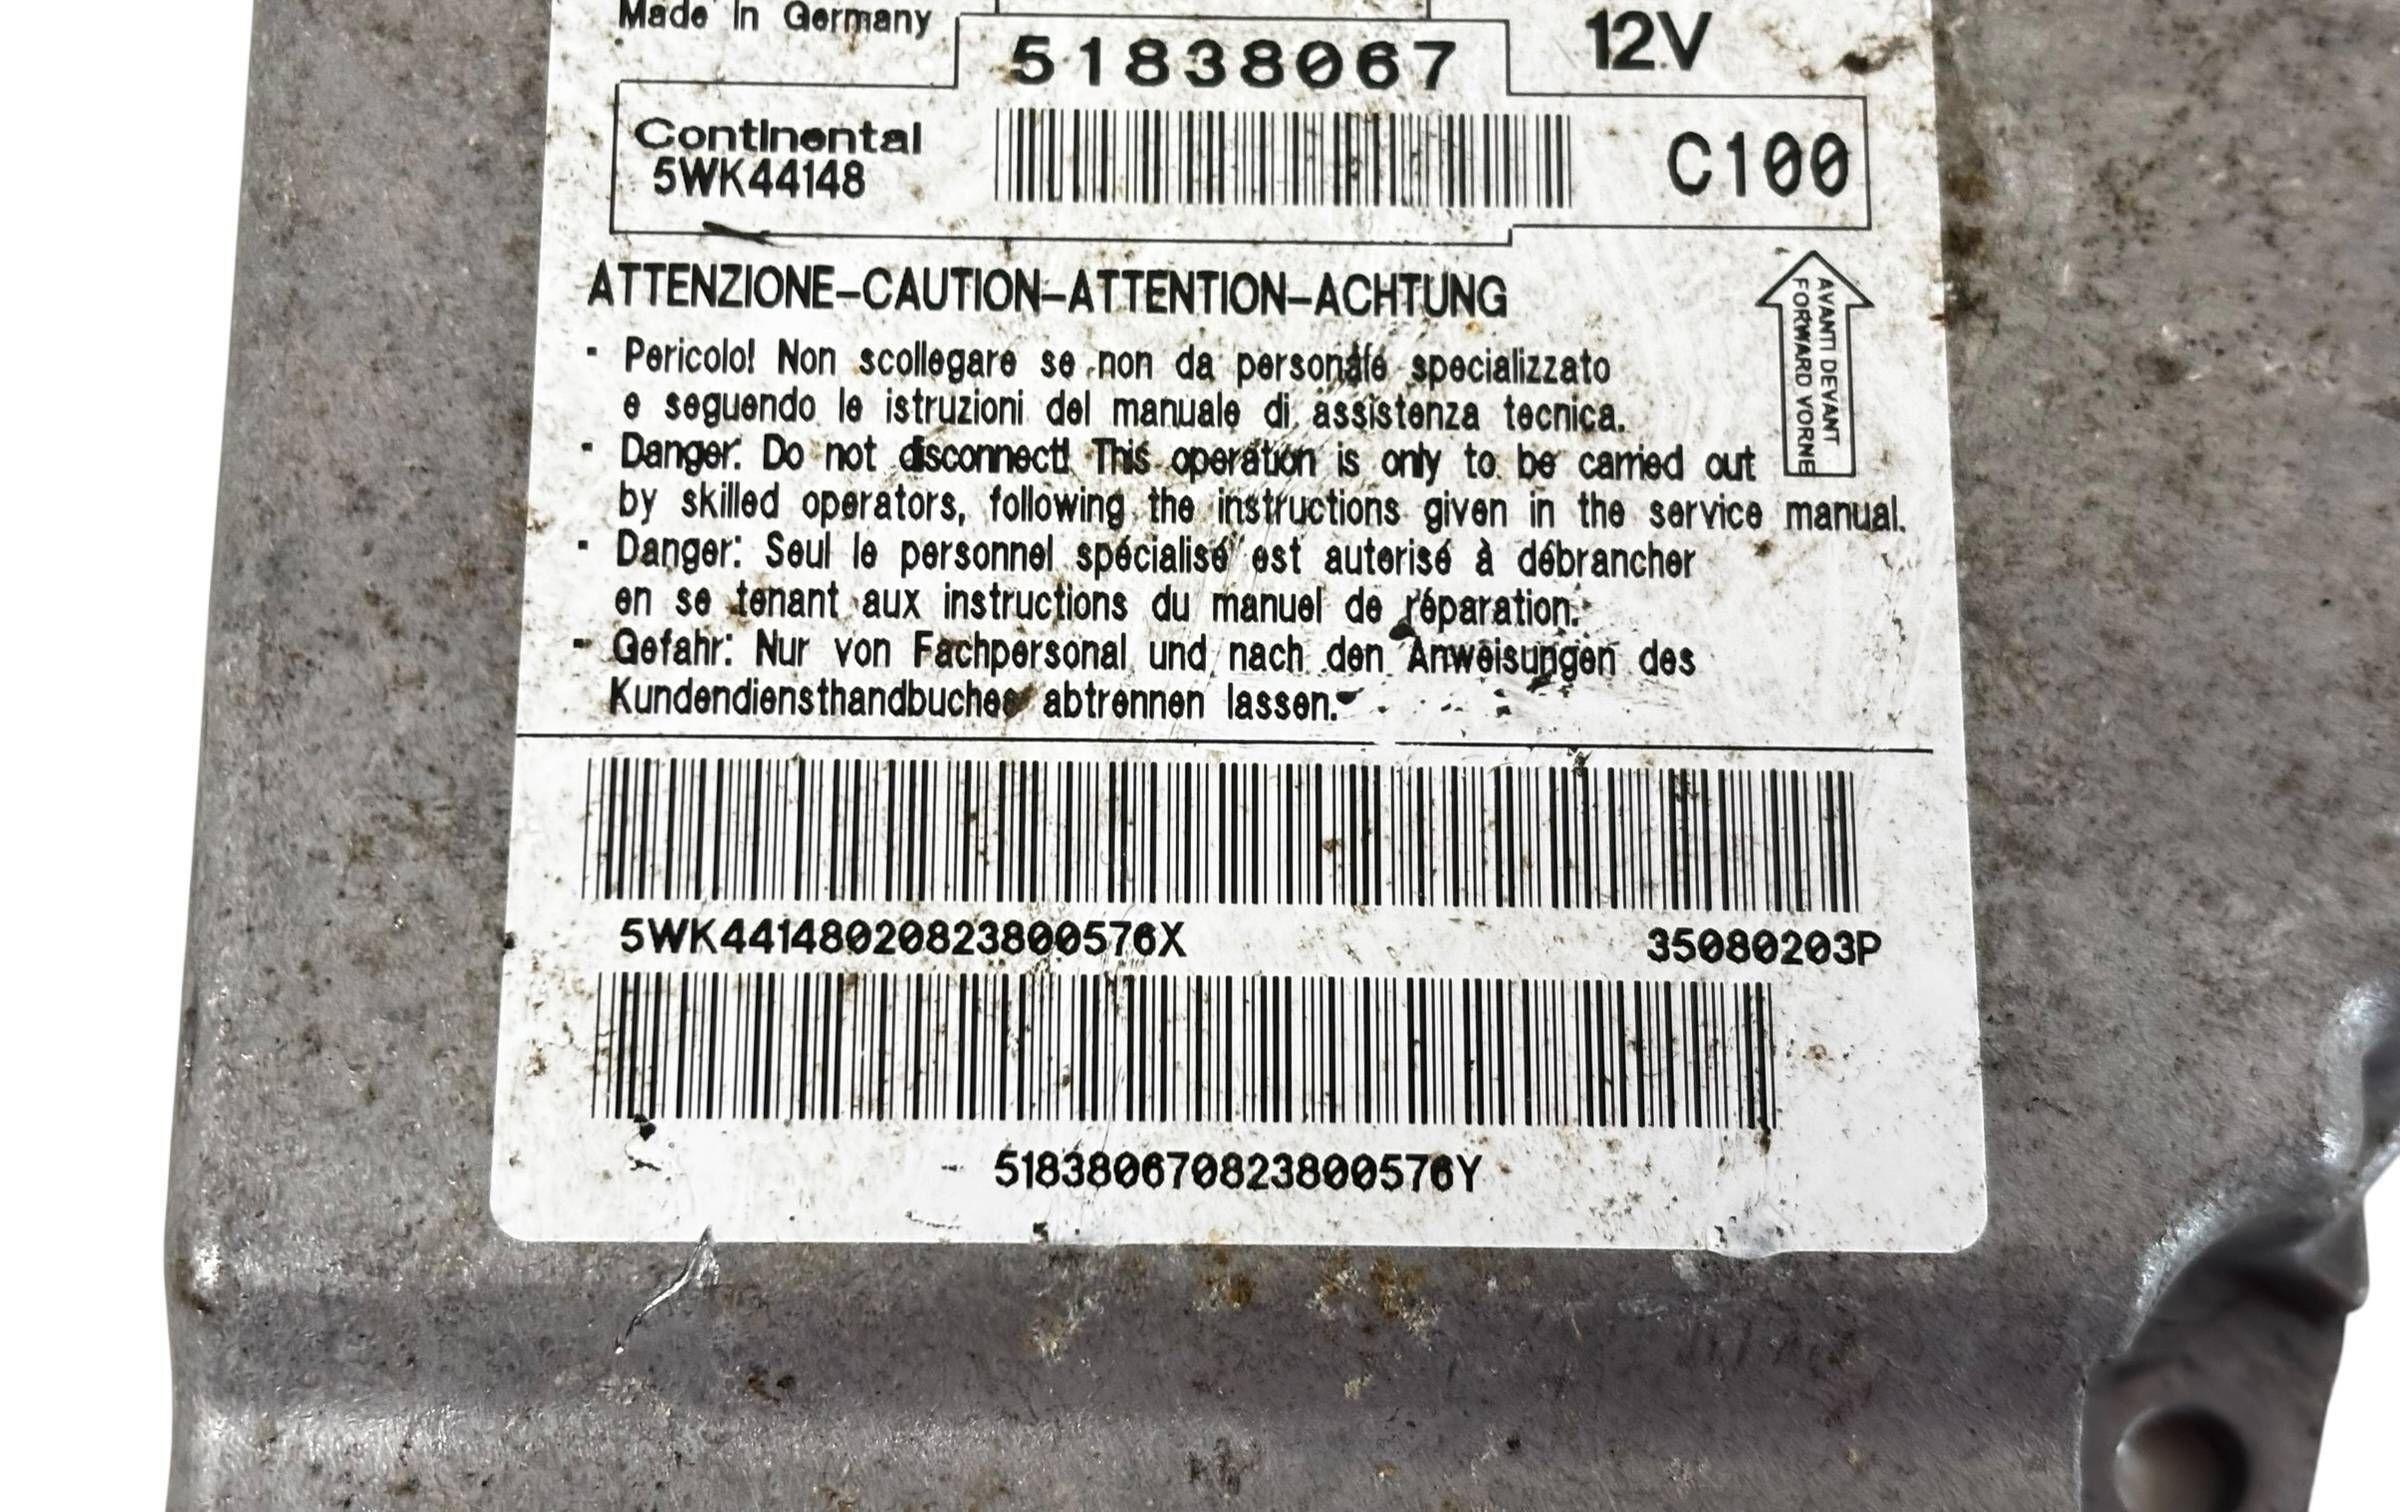 Made in Germany
51838067
12V
Continental
5WK44148
C100
ATTENZIONE-CAUTION-ATTENTION-ACHTUNG
AVANTI DEVANT
FORWARD VORNE
- Pericolo! Non scollegare se non da personale specializzato
e seguendo le istruzioni del manuale di assistenza tecnica.
- Danger: Do not disconnect! This operation is only to be carried out
by skilled operators, following the instructions given in the service manual.
- Danger: Seul le personnel spécialisé est autorisé à débrancher
en se tenant aux instructions du manuel de réparation.
- Gefahr: Nur von Fachpersonal und nach den Anweisungen des
Kundendiensthandbuches abtrennen lassen.
5WK44148020823800576X 35080203P
518380670823800576Y